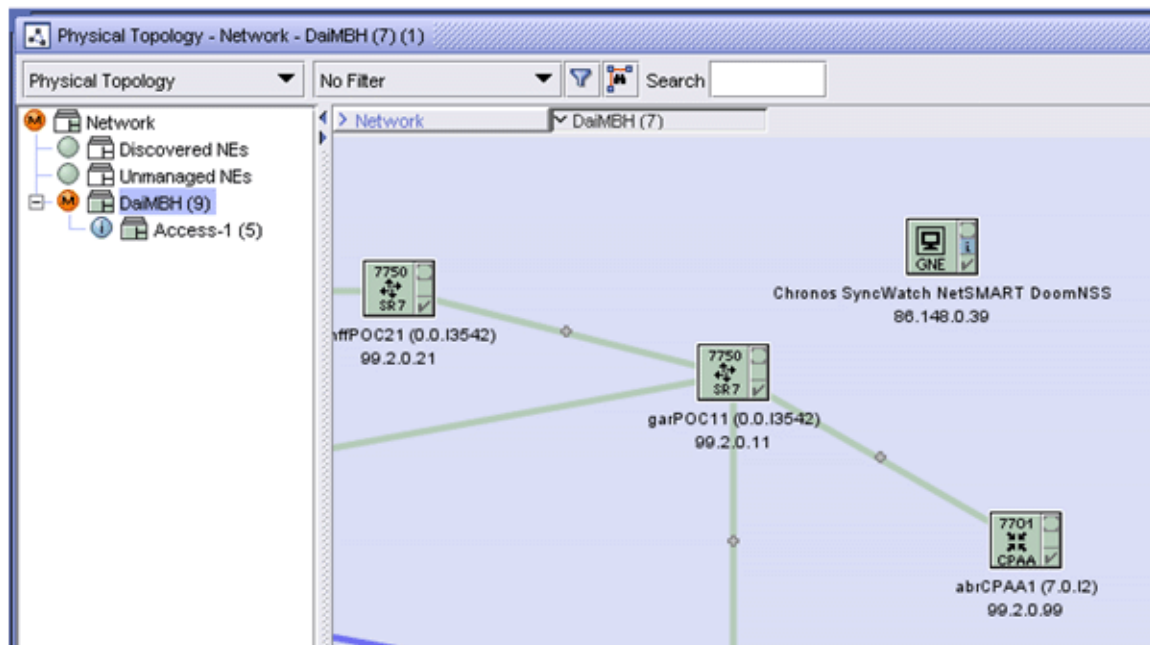 Physical Topology - Network - DaiMBH (7) (1)
Physical Topology
No Filter
Search
Network
Discovered NEs
Unmanaged NEs
DaiMBH (9)
Access-1 (5)
> Network
DaiMBH (7)
GNE
Chronos SyncWatch NetSMART DoomNSS
86.148.0.39
7750
SR7
ffPOC21 (0.0.I3542)
99.2.0.21
7750
SR7
garPOC11 (0.0.I3542)
99.2.0.11
7701
CPAA
abrCPAA1 (7.0.I2)
99.2.0.99